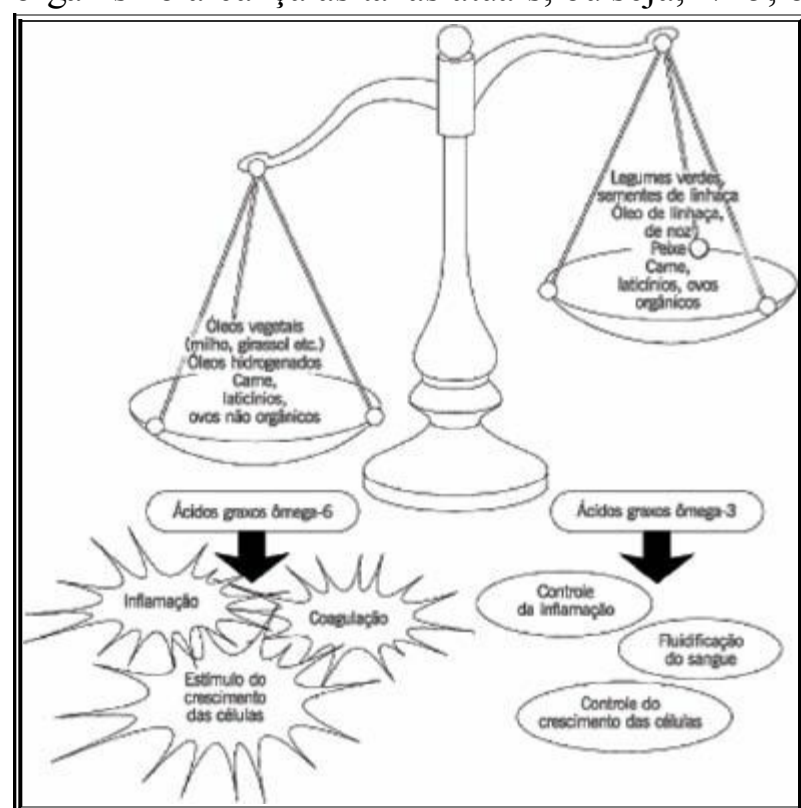 Legumes verdes,
sementes de linhaça
Óleo de linhaça,
de noz)
Peixe
Carne,
laticínios, ovos
orgânicos
Óleos vegetais
(milho, girassol etc.)
Óleos hidrogenados
Carne,
laticínios,
ovos não orgânicos
Ácidos graxos ômega-6
Ácidos graxos ômega-3
Inflamação
Coagulação
Estímulo do
crescimento
das células
Controle
da inflamação
Fluidificação
do sangue
Controle do
crescimento das células